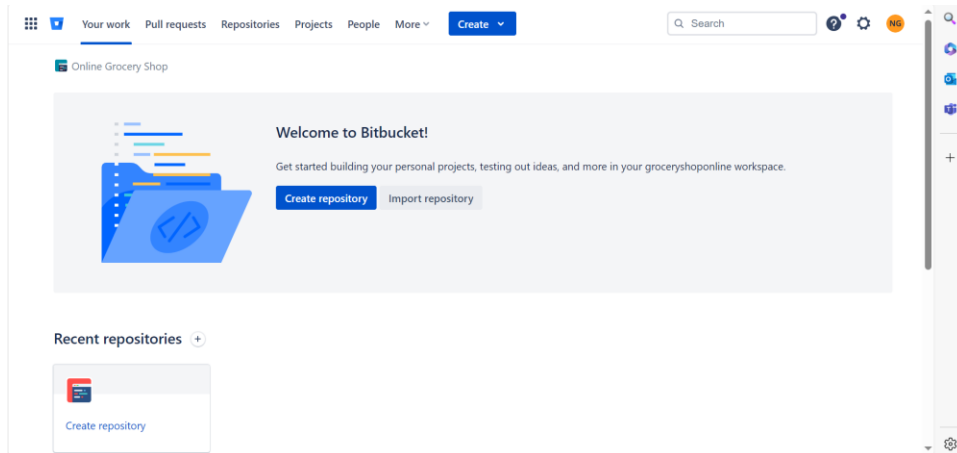 Your work Pull requests Repositories Projects People More Create Search NG
Online Grocery Shop
Welcome to Bitbucket!
Get started building your personal projects, testing out ideas, and more in your groceryshoponline workspace.
Create repository Import repository
Recent repositories
Create repository